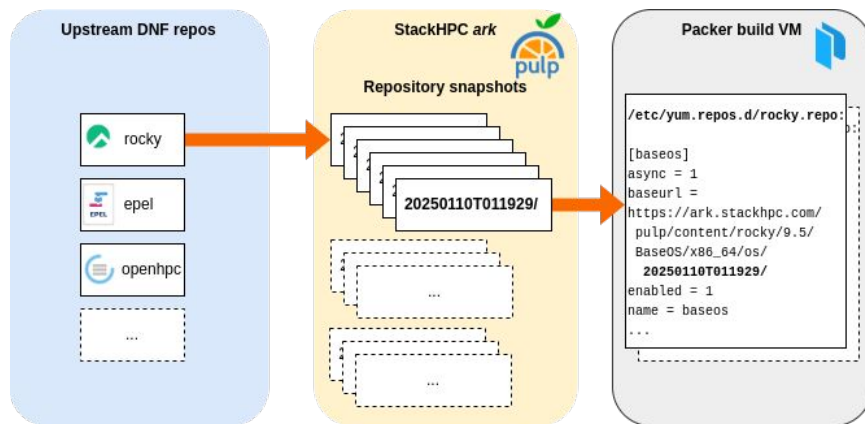 Upstream DNF repos
rocky
EPEL
epel
openhpc
...
StackHPC ark
pulp
Repository snapshots
20250110T011929/
...
...
Packer build VM
/etc/yum.repos.d/rocky.repo:
[baseos]
async = 1
baseurl =
https://ark.stackhpc.com/
pulp/content/rocky/9.5/
BaseOS/x86_64/os/
20250110T011929/
enabled = 1
name = baseos
...